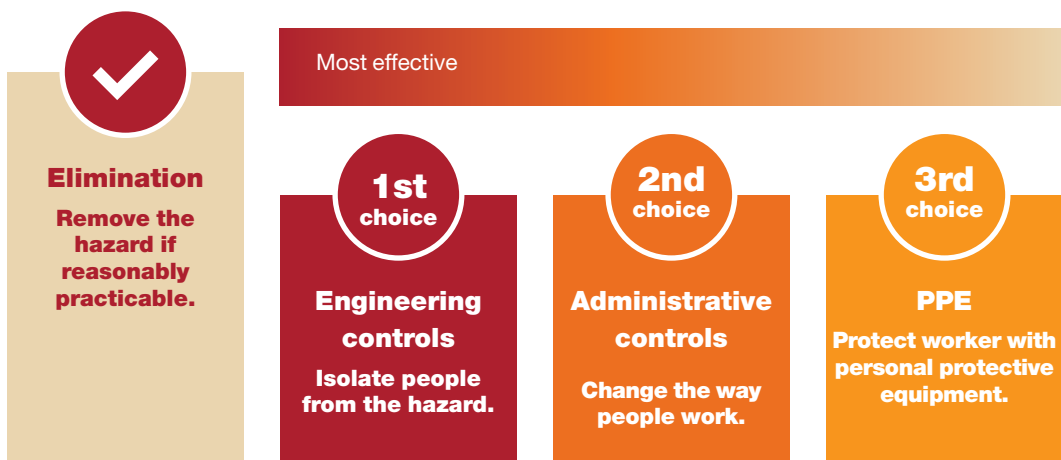 Most effective
Elimination
Remove the
hazard if
reasonably
practicable.
1st
choice
Engineering
controls
Isolate people
from the hazard.
2nd
choice
Administrative
controls
Change the way
people work.
3rd
choice
PPE
Protect worker with
personal protective
equipment.